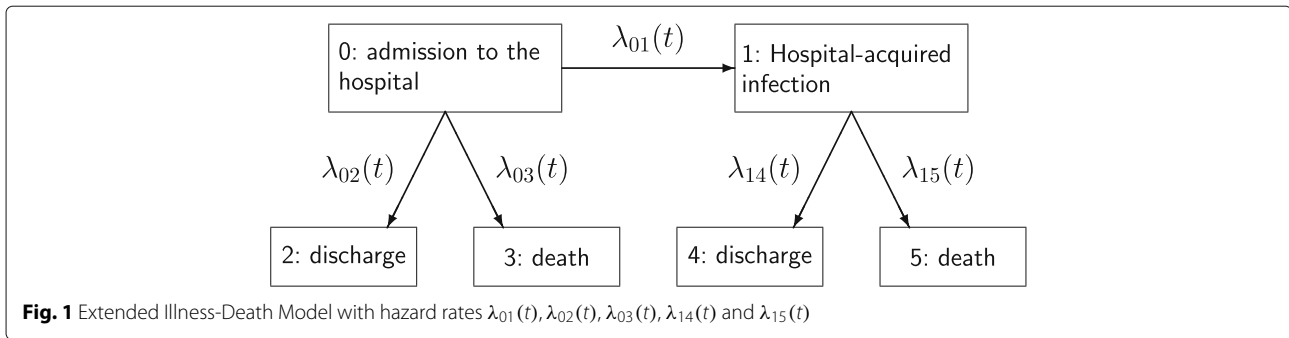 λ01(t)
0: admission to the
hospital
1: Hospital-acquired
infection
λ02(t)
λ03(t)
λ14(t)
λ15(t)
2: discharge
3: death
4: discharge
5: death
Fig. 1 Extended Illness-Death Model with hazard rates λ01(t), λ02(t), λ03(t), λ14(t) and λ15(t)